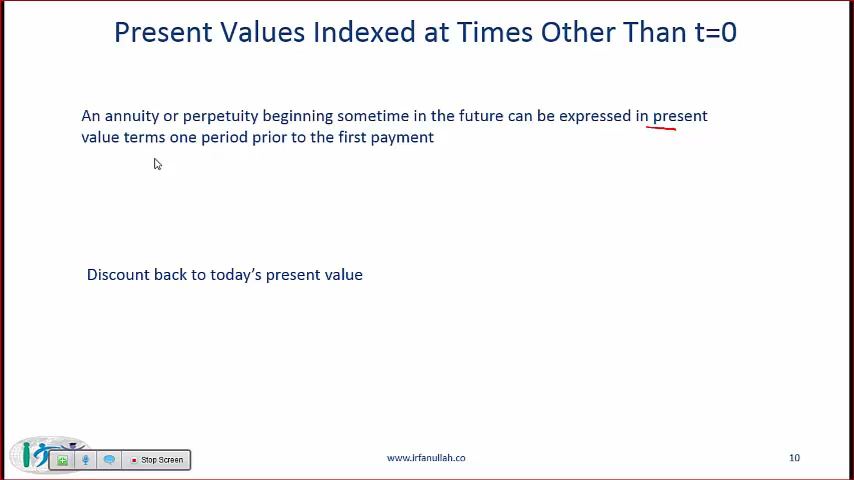 Present Values Indexed at Times Other Than t=0
An annuity or perpetuity beginning sometime in the future can be expressed in present
value terms one period prior to the first payment
Discount back to today's present value
Stop Screen
www.irfanullah.co
10